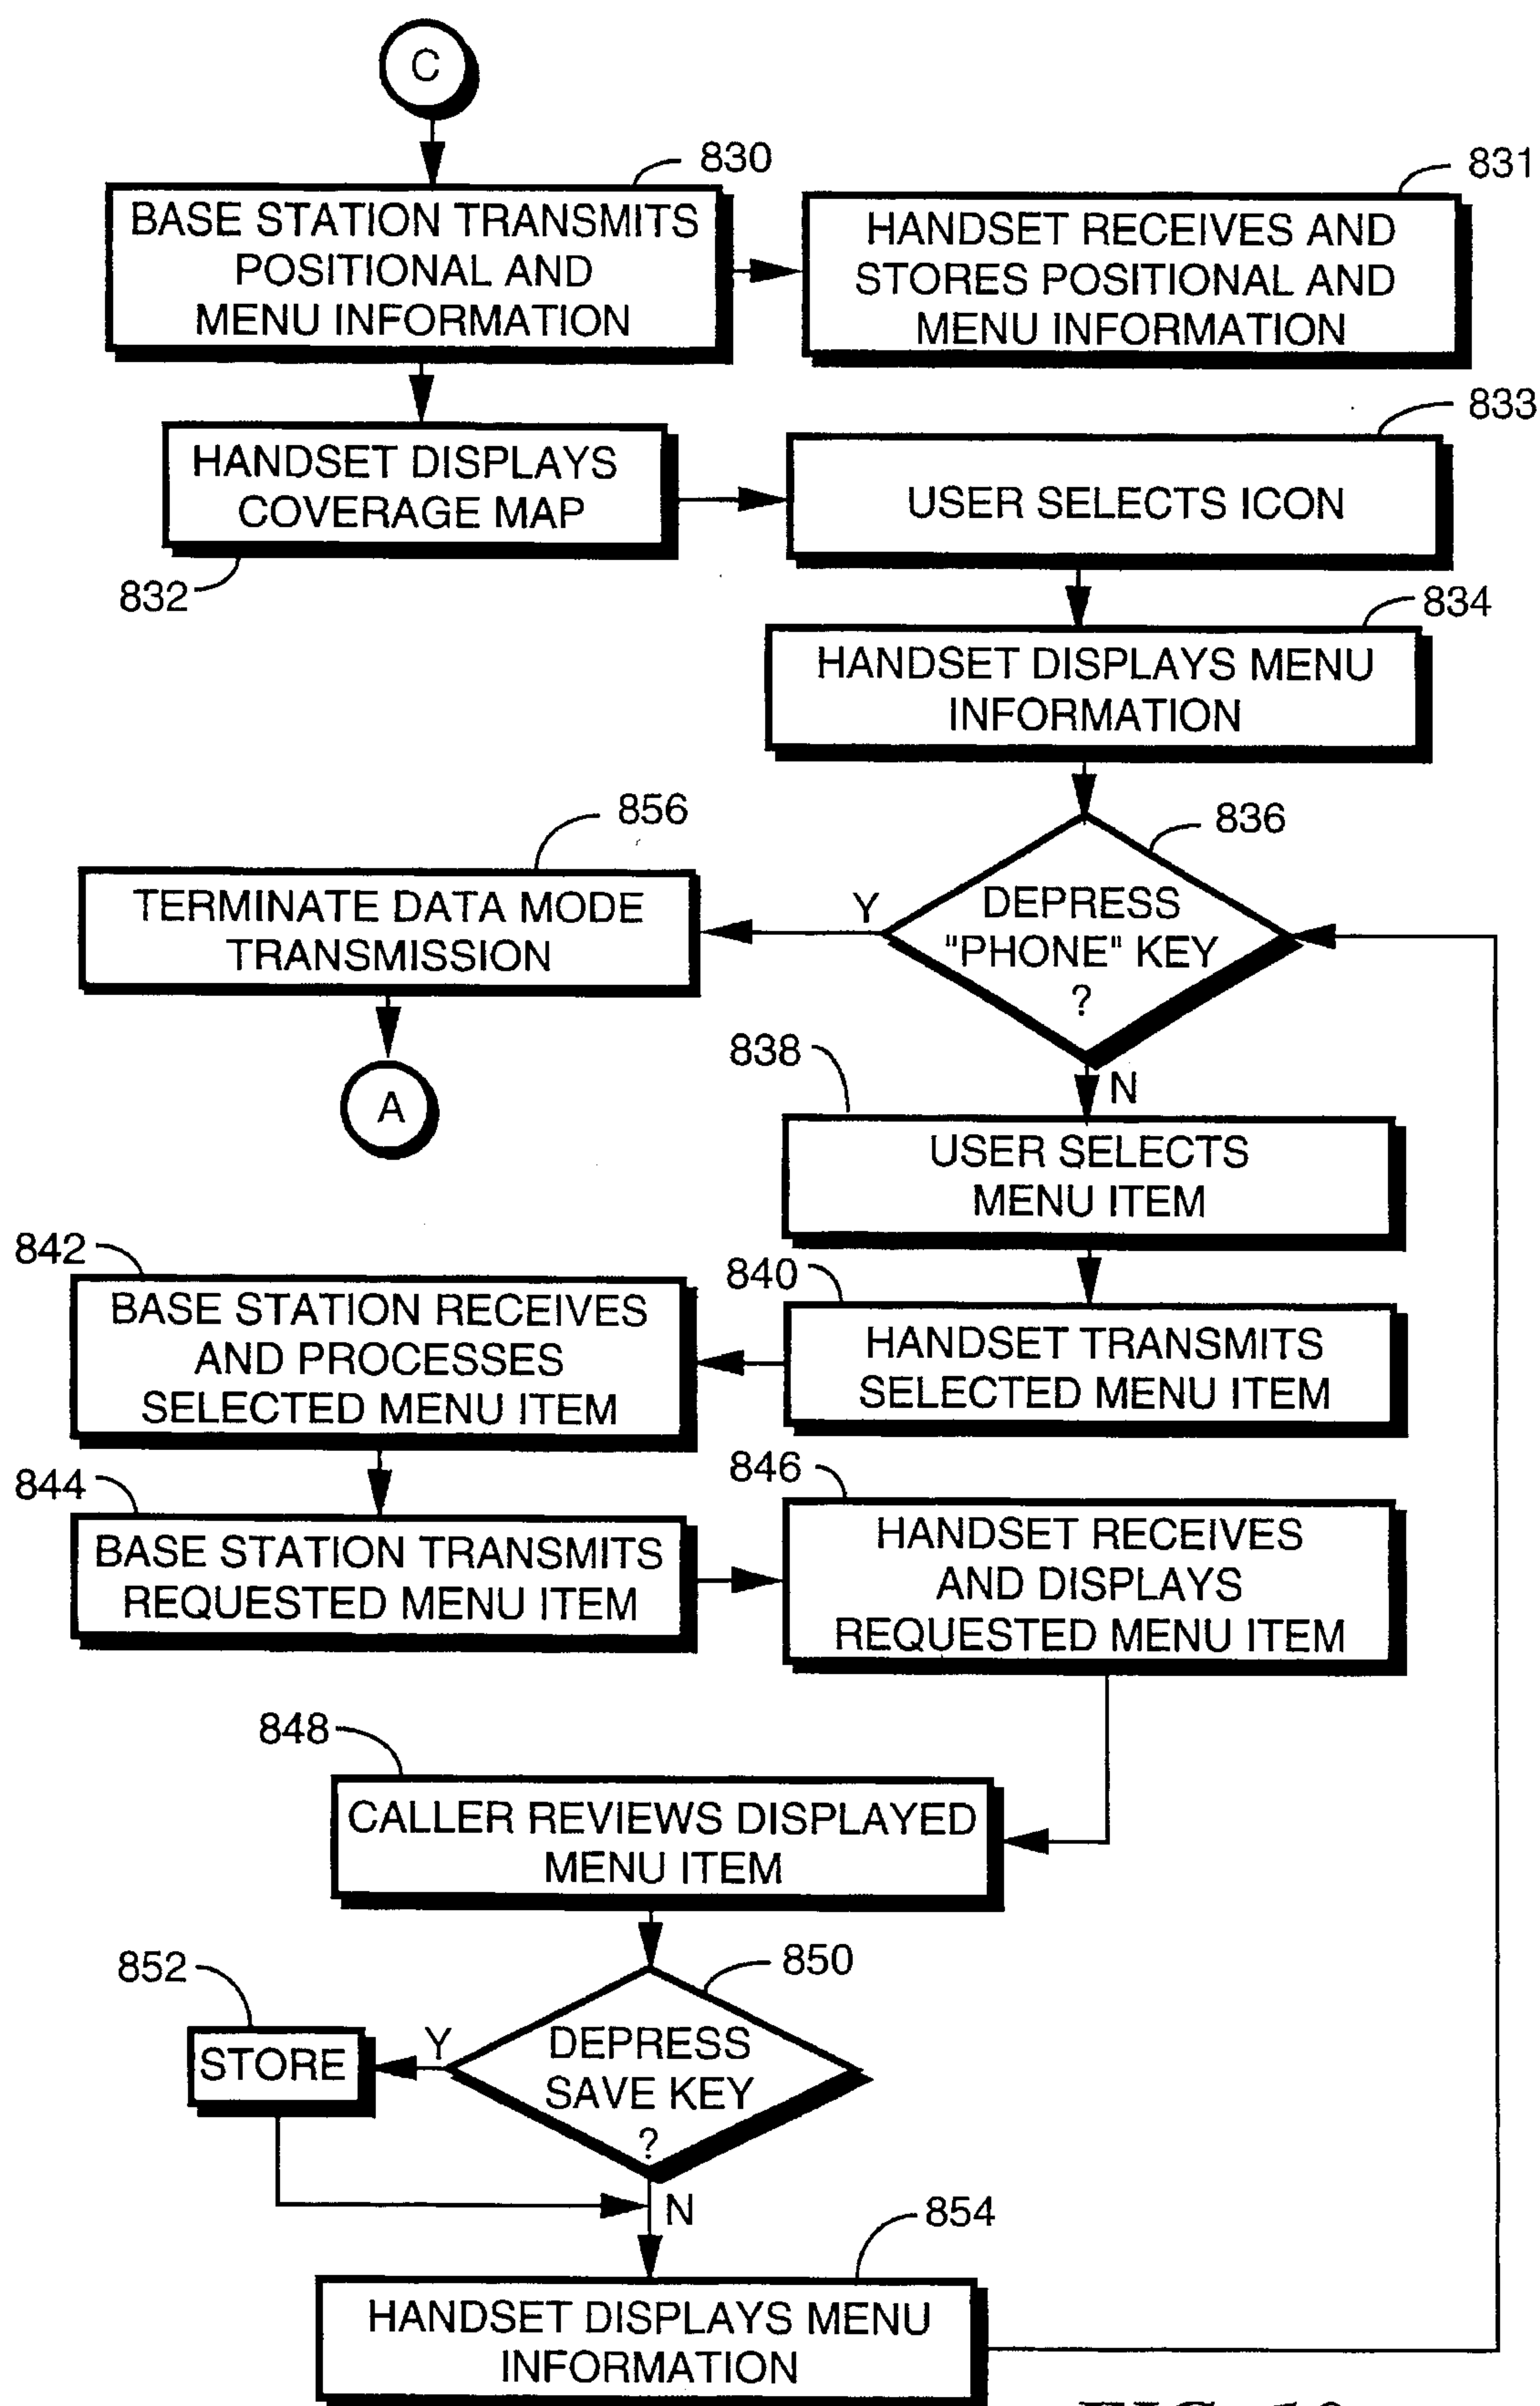 C
830
BASE STATION TRANSMITS
POSITIONAL AND
MENU INFORMATION
831
HANDSET RECEIVES AND
STORES POSITIONAL AND
MENU INFORMATION
HANDSET DISPLAYS
COVERAGE MAP
832
833
USER SELECTS ICON
834
HANDSET DISPLAYS MENU
INFORMATION
836
DEPRESS
"PHONE" KEY
?
Y
856
TERMINATE DATA MODE
TRANSMISSION
A
N
838
USER SELECTS
MENU ITEM
840
HANDSET TRANSMITS
SELECTED MENU ITEM
842
BASE STATION RECEIVES
AND PROCESSES
SELECTED MENU ITEM
844
BASE STATION TRANSMITS
REQUESTED MENU ITEM
846
HANDSET RECEIVES
AND DISPLAYS
REQUESTED MENU ITEM
848
CALLER REVIEWS DISPLAYED
MENU ITEM
850
DEPRESS
SAVE KEY
?
Y
852
STORE
N
854
HANDSET DISPLAYS MENU
INFORMATION